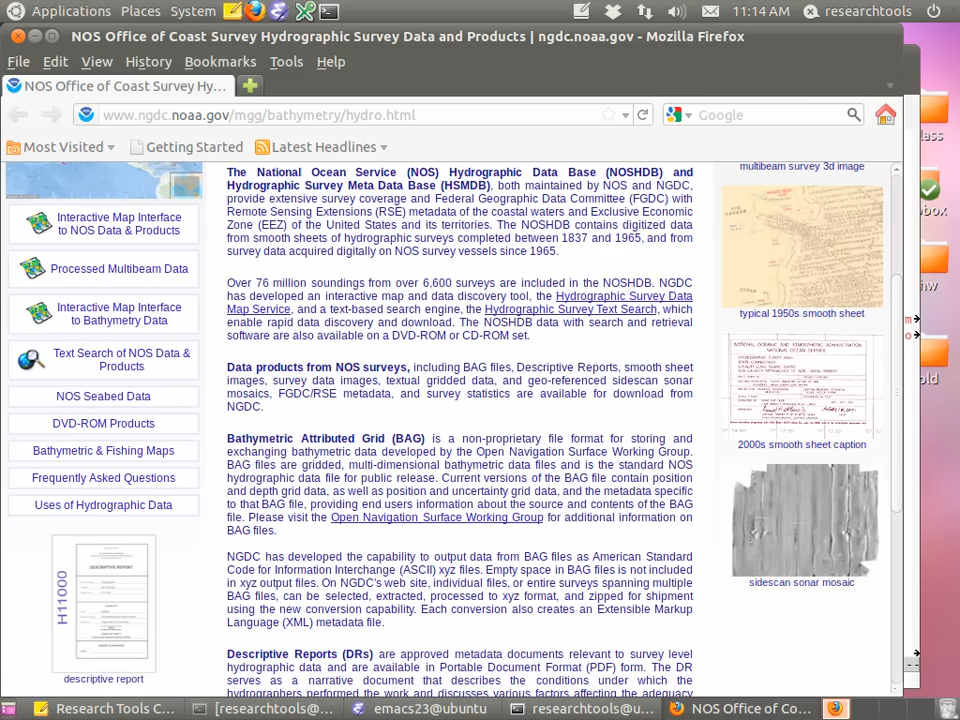 Applications Places System 11:14 AM researchtools
NOS Office of Coast Survey Hydrographic Survey Data and Products | ngdc.noaa.gov - Mozilla Firefox
File Edit View History Bookmarks Tools Help
NOS Office of Coast Survey Hy...
www.ngdc.noaa.gov/mgg/bathymetry/hydro.html Google
Most Visited Getting Started Latest Headlines
Interactive Map Interface
to NOS Data & Products
Processed Multibeam Data
Interactive Map Interface
to Bathymetry Data
Text Search of NOS Data &
Products
NOS Seabed Data
DVD-ROM Products
Bathymetric & Fishing Maps
Frequently Asked Questions
Uses of Hydrographic Data
H11000
DESCRIPTIVE REPORT
descriptive report
The National Ocean Service (NOS) Hydrographic Data Base (NOSHDB) and
Hydrographic Survey Meta Data Base (HSMDB), both maintained by NOS and NGDC,
provide extensive survey coverage and Federal Geographic Data Committee (FGDC) with
Remote Sensing Extensions (RSE) metadata of the coastal waters and Exclusive Economic
Zone (EEZ) of the United States and its territories. The NOSHDB contains digitized data
from smooth sheets of hydrographic surveys completed between 1837 and 1965, and from
survey data acquired digitally on NOS survey vessels since 1965.
Over 76 million soundings from over 6,600 surveys are included in the NOSHDB. NGDC
has developed an interactive map and data discovery tool, the Hydrographic Survey Data
Map Service, and a text-based search engine, the Hydrographic Survey Text Search, which
enable rapid data discovery and download. The NOSHDB data with search and retrieval
software are also available on a DVD-ROM or CD-ROM set.
Data products from NOS surveys, including BAG files, Descriptive Reports, smooth sheet
images, survey data images, textual gridded data, and geo-referenced sidescan sonar
mosaics, FGDC/RSE metadata, and survey statistics are available for download from
NGDC.
Bathymetric Attributed Grid (BAG) is a non-proprietary file format for storing and
exchanging bathymetric data developed by the Open Navigation Surface Working Group.
BAG files are gridded, multi-dimensional bathymetric data files and is the standard NOS
hydrographic data file for public release. Current versions of the BAG file contain position
and depth grid data, as well as position and uncertainty grid data, and the metadata specific
to that BAG file, providing end users information about the source and contents of the BAG
file. Please visit the Open Navigation Surface Working Group for additional information on
BAG files.
NGDC has developed the capability to output data from BAG files as American Standard
Code for Information Interchange (ASCII) xyz files. Empty space in BAG files is not included
in xyz output files. On NGDC's web site, individual files, or entire surveys spanning multiple
BAG files, can be selected, extracted, processed to xyz format, and zipped for shipment
using the new conversion capability. Each conversion also creates an Extensible Markup
Language (XML) metadata file.
Descriptive Reports (DRs) are approved metadata documents relevant to survey level
hydrographic data and are available in Portable Document Format (PDF) form. The DR
serves as a narrative document that describes the conditions under which the
hydrographers performed the work and discusses various factors affecting the adequacy
multibeam survey 3d image
typical 1950s smooth sheet
NATIONAL OCEANIC AND ATMOSPHERIC ADMINISTRATION
NATIONAL OCEAN SERVICE
2000s smooth sheet caption
sidescan sonar mosaic
lass
box
hw
m
o
old
Research Tools C... [researchtools@... emacs23@ubuntu researchtools@u... NOS Office of Co...